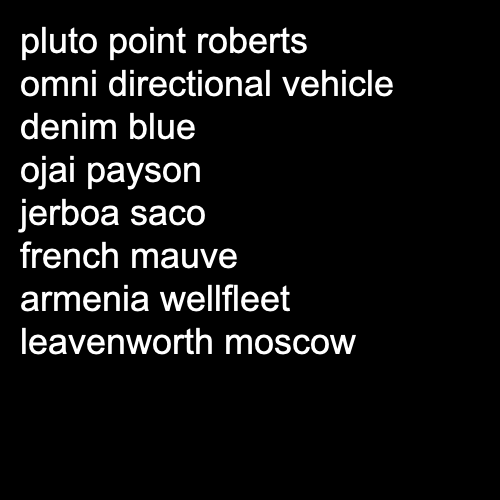 pluto point roberts
omni directional vehicle
denim blue
ojai payson
jerboa saco
french mauve
armenia wellfleet
leavenworth moscow